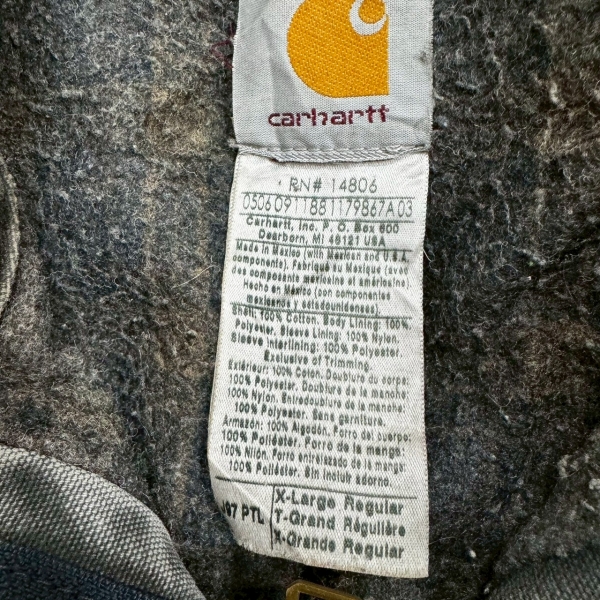 carhartt
RN# 14806
0506091188117986 7A03
Carhartt, Inc. P. O. Box 600
Dearborn, MI 48121 USA
Made in Mexico (with Mexican and U.S.
components). Fabriqué au Mexique (avec
des composants mexicains et américains).
Hecho en México (con componentes
mexicanos y estadounidenses).
Shell: 100% Cotton. Body Lining: 100%
Polyester. Sleeve Lining: 100% Nylon.
Sleeve Interlining: 100% Polyester.
Exclusive of Trimming
Extérieur: 100% Coton. Doublure du corps:
100% Polyester. Doublure de la manche:
100% Nylon. Entredoublure de la manche:
100% Polyester. Sans garniture.
Armazón: 100% Algodón. Forro del cuerpo:
100% Poliéster. Forro de la manga:
100% Nilón. Forro entrelazado de la manga:
100% Poliéster. Sin incluir adorno.
PTL
X-Large Regular
T-Grand Régulière
X-Grande Regular